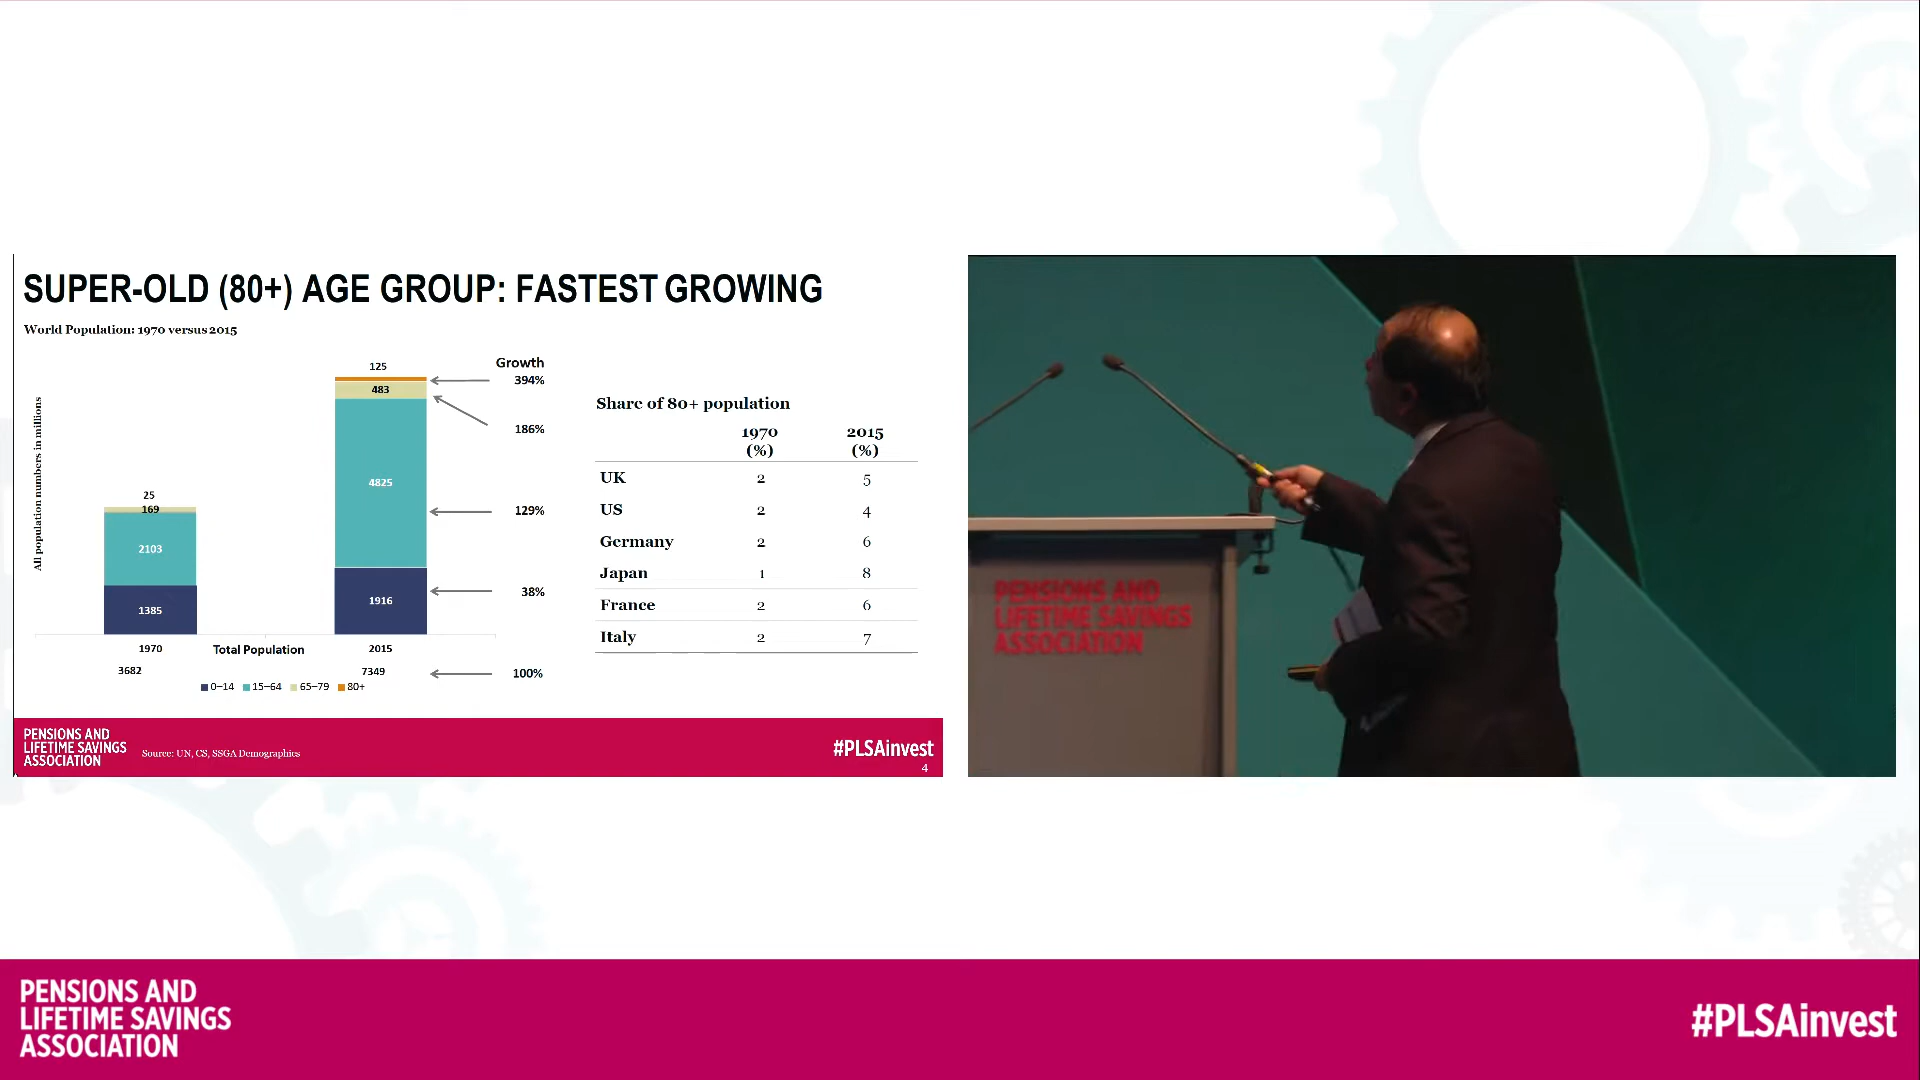 SUPER-OLD (80+) AGE GROUP: FASTEST GROWING
World Population: 1970 versus 2015
All population numbers in millions
25
169
2103
1385
125
483
4825
1916
Growth
394%
186%
129%
38%
1970 Total Population 2015
3682 7349 100%
0–14 15–64 65–79 80+
Share of 80+ population
1970 2015
(%) (%)
UK 2 5
US 2 4
Germany 2 6
Japan 1 8
France 2 6
Italy 2 7
PENSIONS AND
LIFETIME SAVINGS
ASSOCIATION
Source: UN, CS, SSGA Demographics
#PLSAinvest
4
PENSIONS AND
LIFETIME SAVINGS
ASSOCIATION
PENSIONS AND
LIFETIME SAVINGS
ASSOCIATION
#PLSAinvest